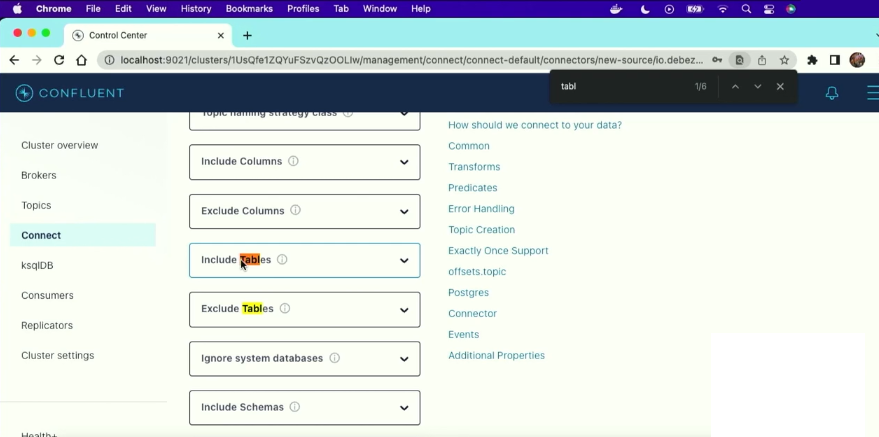 Chrome File Edit View History Bookmarks Profiles Tab Window Help
Control Center
localhost:9021/clusters/1UsQfe1ZQYuFSzvQzOOLIw/management/connect/connect-default/connectors/new-source/io.debez...
tabl 1/6
CONFLUENT
Cluster overview
Brokers
Topics
Connect
ksqlDB
Consumers
Replicators
Cluster settings
Health+
Topic naming strategy class
Include Columns
Exclude Columns
Include Tables
Exclude Tables
Ignore system databases
Include Schemas
How should we connect to your data?
Common
Transforms
Predicates
Error Handling
Topic Creation
Exactly Once Support
offsets.topic
Postgres
Connector
Events
Additional Properties